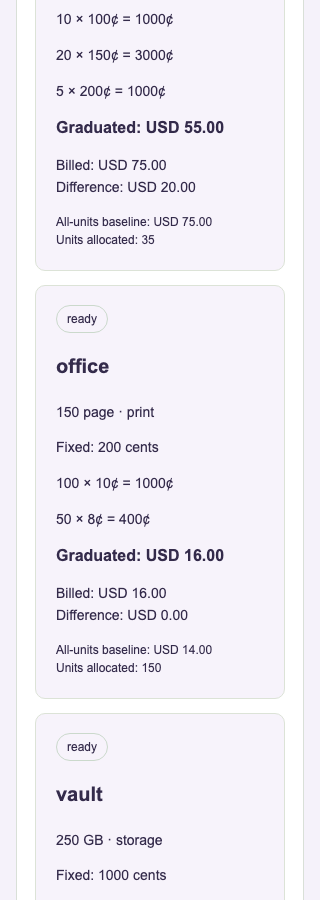 10 × 100¢ = 1000¢
20 × 150¢ = 3000¢
5 × 200¢ = 1000¢
Graduated: USD 55.00
Billed: USD 75.00
Difference: USD 20.00
All-units baseline: USD 75.00
Units allocated: 35
ready
office
150 page · print
Fixed: 200 cents
100 × 10¢ = 1000¢
50 × 8¢ = 400¢
Graduated: USD 16.00
Billed: USD 16.00
Difference: USD 0.00
All-units baseline: USD 14.00
Units allocated: 150
ready
vault
250 GB · storage
Fixed: 1000 cents